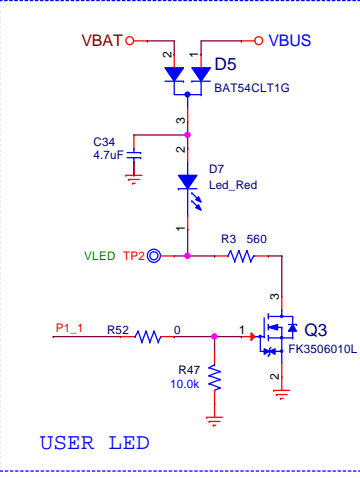 VBAT VBUS
2 1
D5
BAT54CLT1G
3
C34
4.7uF
2
D7
Led_Red
1
VLED TP2
R3 560
3
Q3
FK3506010L
P1_1 R52 0 1
2
R47
10.0k
USER LED